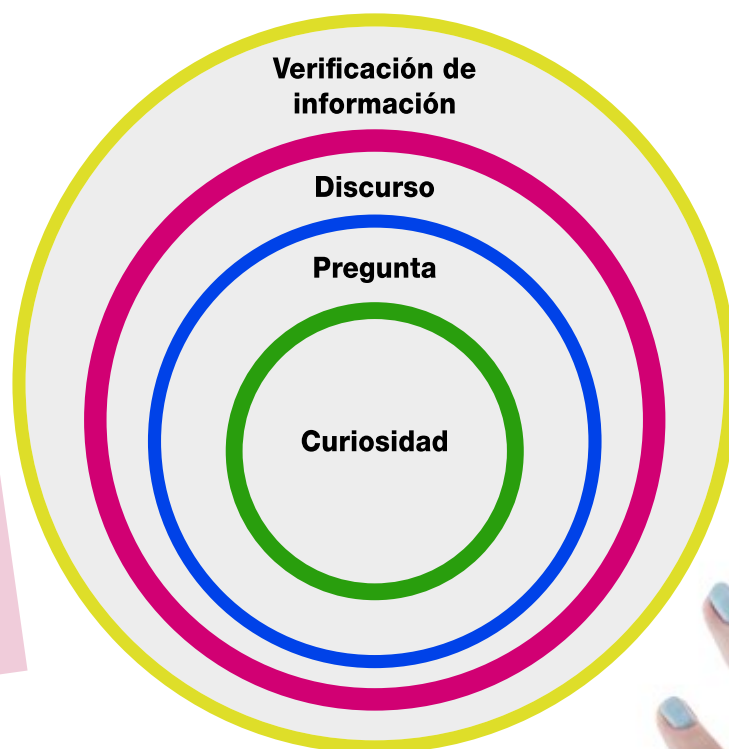 Verificación de
información
Discurso
Pregunta
Curiosidad